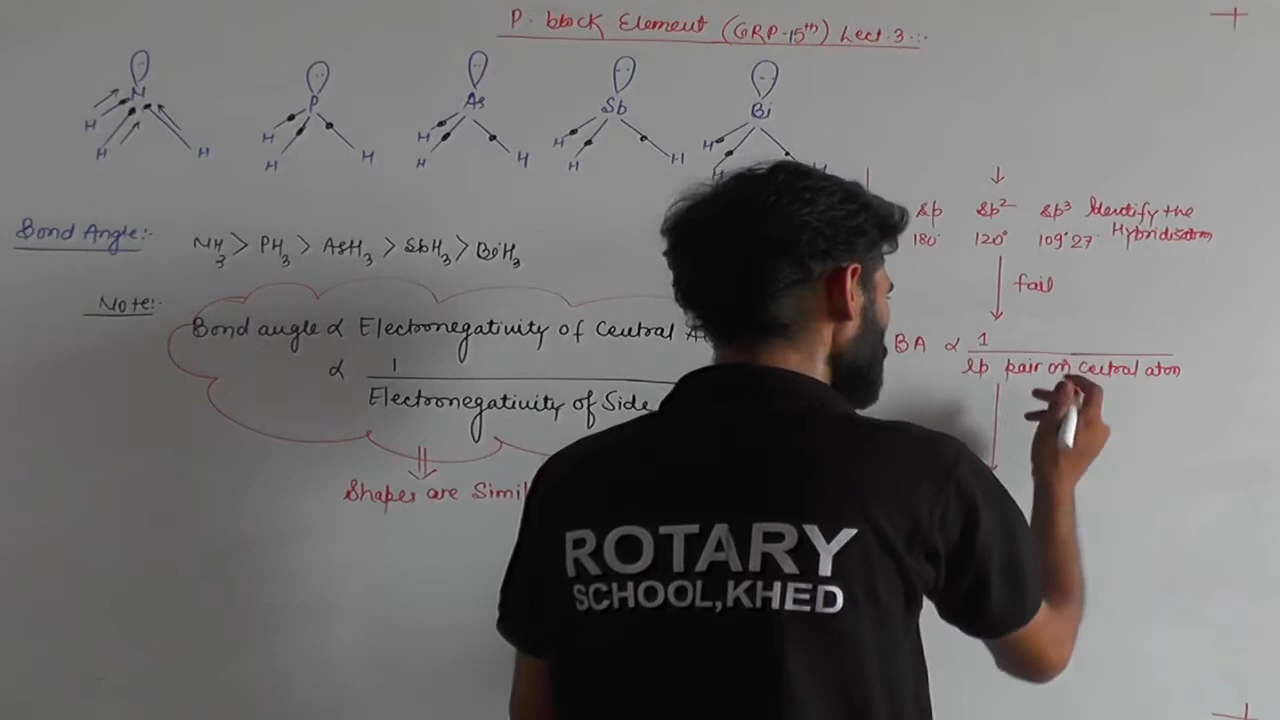 P. block Element (GRP-15th) Lect. 3 :-
N P As Sb Bi
H H H
H H H
H H H
H H H
H H
Bond Angle:-
NH3 > PH3 > AsH3 > SbH3 > BiH3
Note:-
Bond angle ∝ Electronegativity of Central
∝ 1
Electronegativity of Side
Shapes are
sp sp2 sp3 Identify the
180° 120° 109°27' Hybridisation
fail
BA ∝ 1
lp pair on Central atom
ROTARY
SCHOOL,KHED